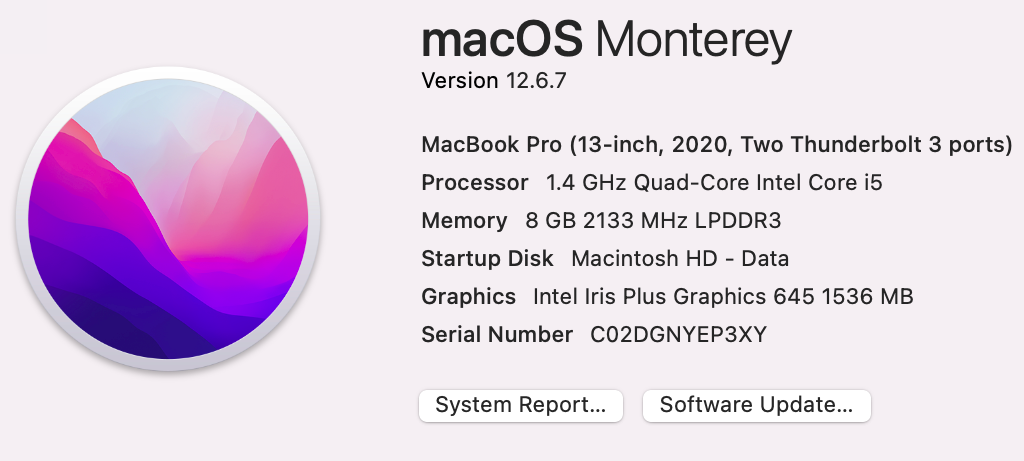 macOS Monterey
Version 12.6.7
MacBook Pro (13-inch, 2020, Two Thunderbolt 3 ports)
Processor 1.4 GHz Quad-Core Intel Core i5
Memory 8 GB 2133 MHz LPDDR3
Startup Disk Macintosh HD - Data
Graphics Intel Iris Plus Graphics 645 1536 MB
Serial Number C02DGNYEP3XY
System Report... Software Update...